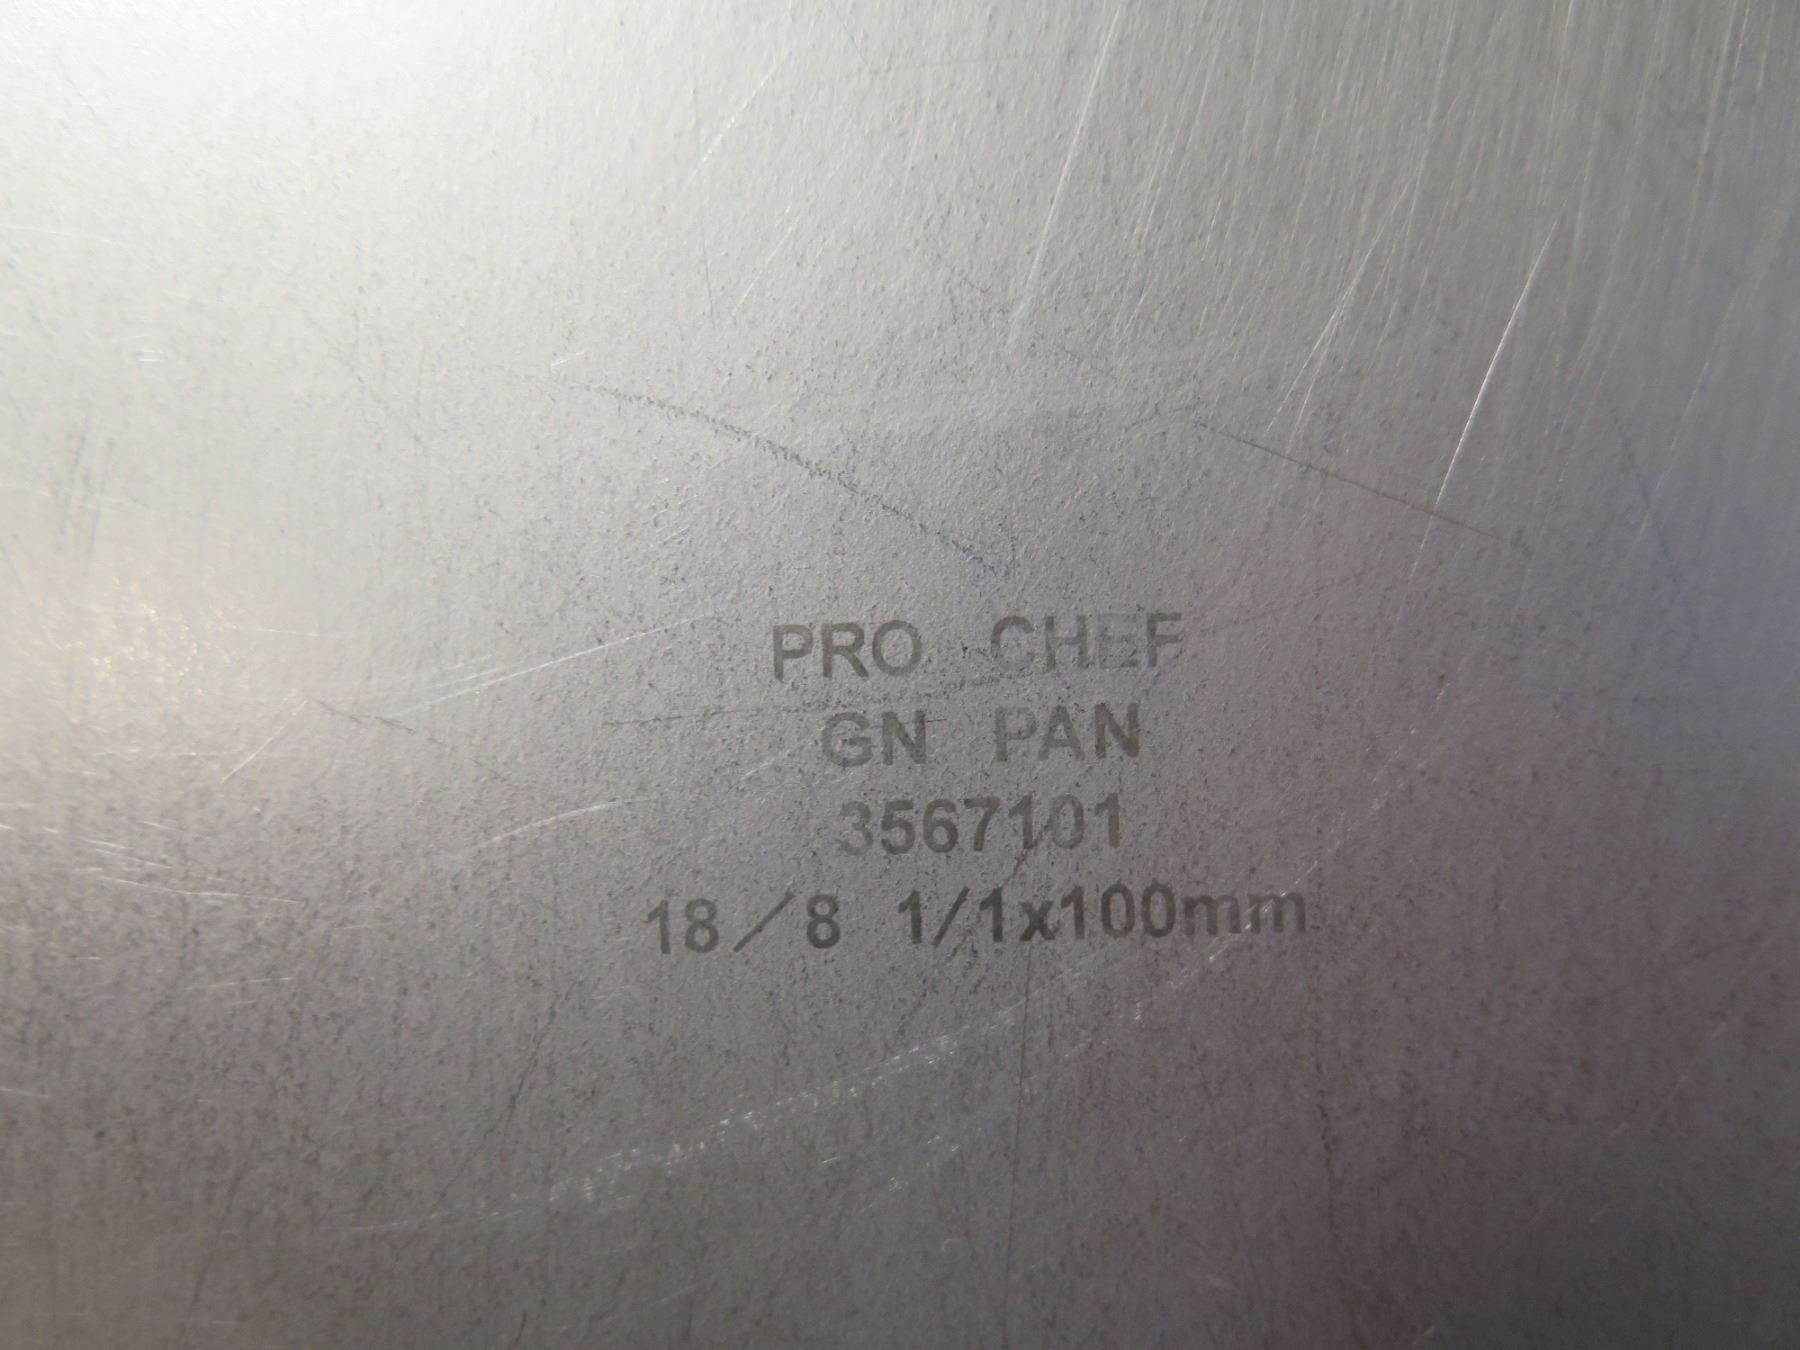 PRO CHEF
GN PAN
3567101
18/8 1/1x100mm